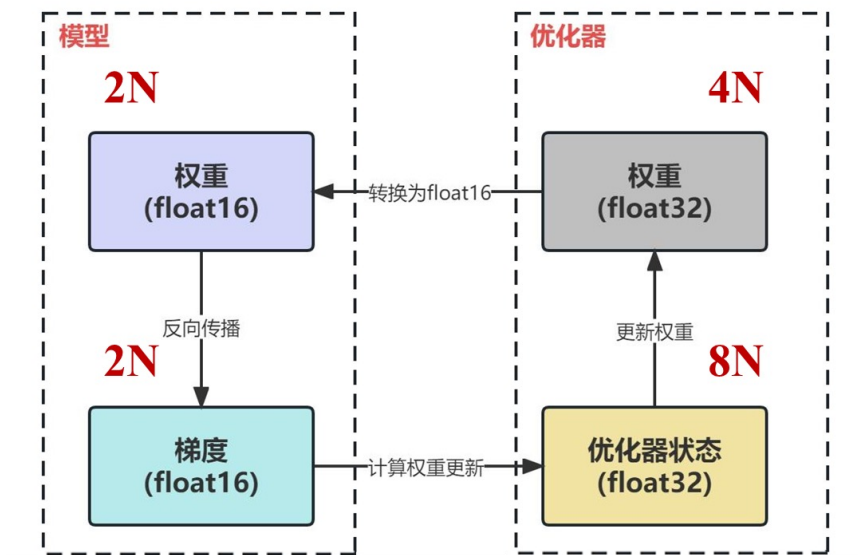 模型
优化器
2N
4N
权重
(float16)
转换为float16
权重
(float32)
反向传播
更新权重
2N
8N
梯度
(float16)
计算权重更新
优化器状态
(float32)